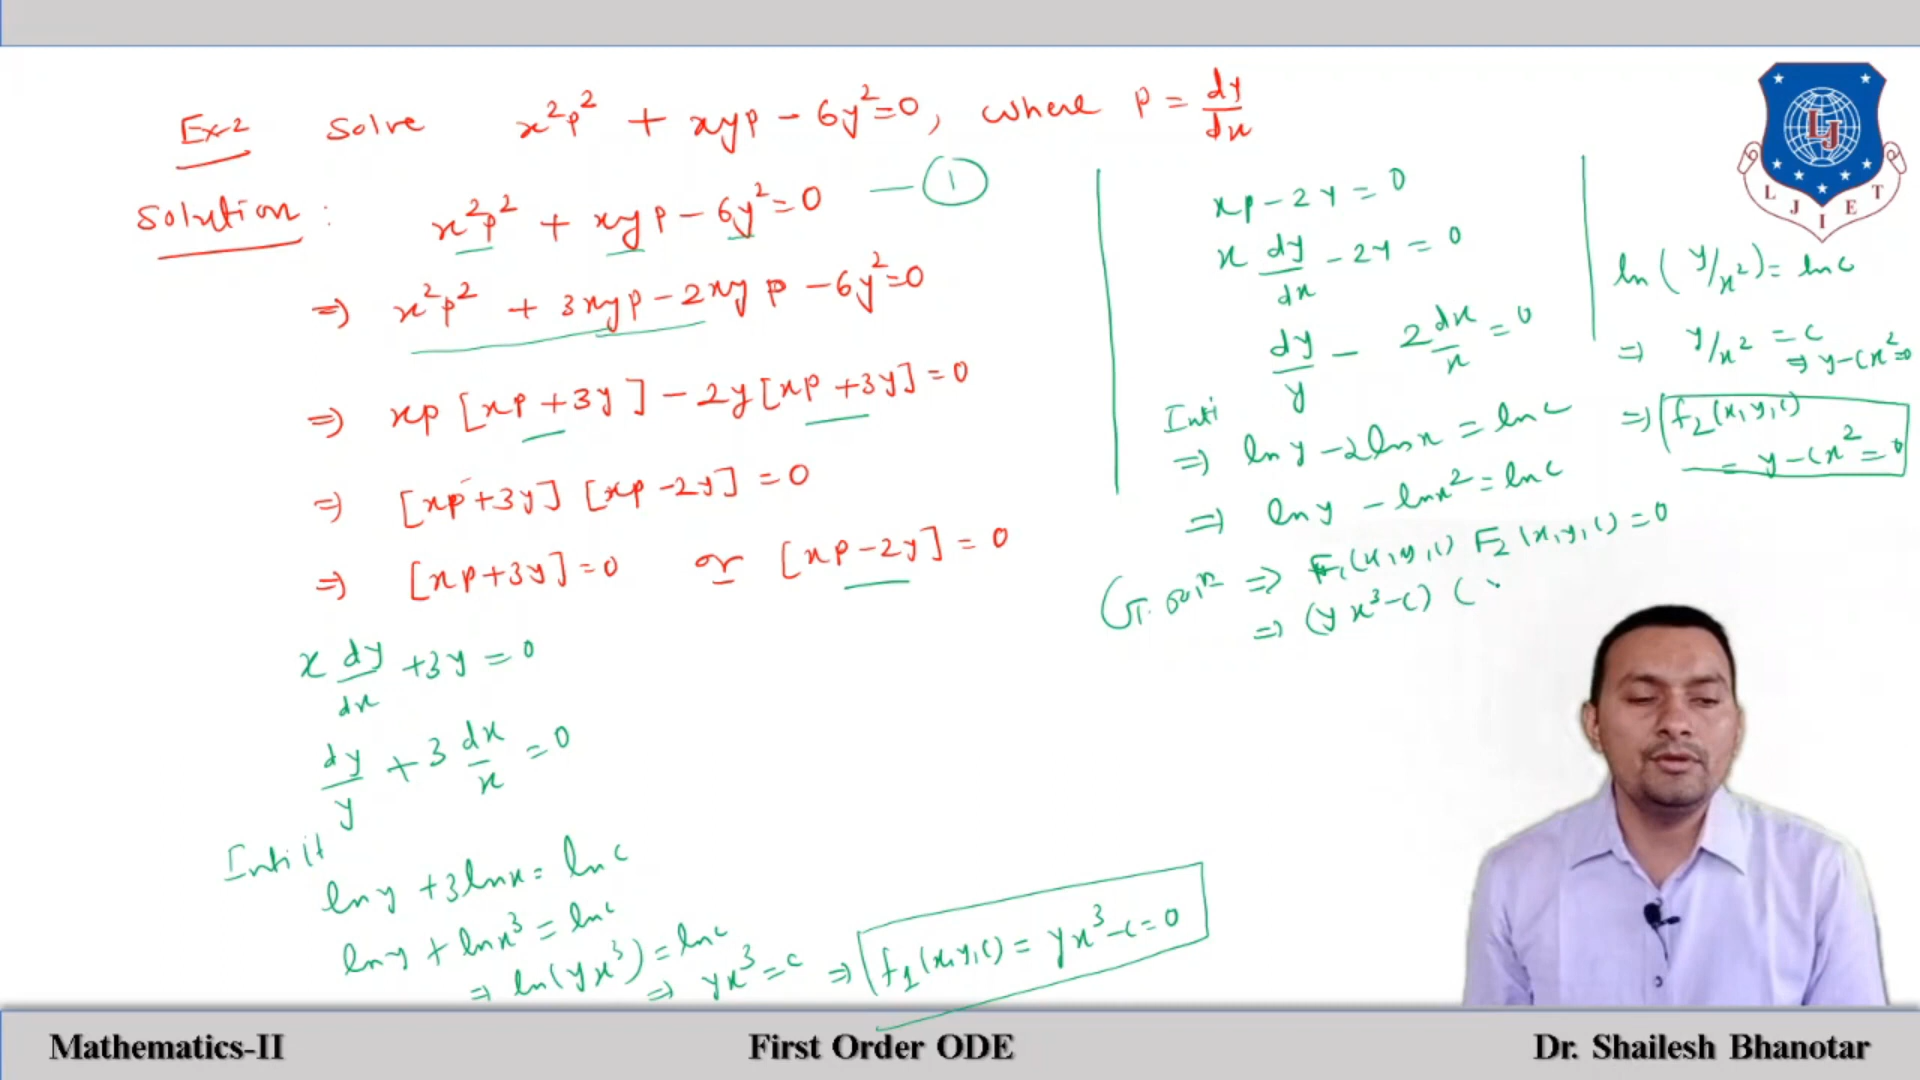 Ex-2 Solve x²p² + xyp - 6y² = 0, where p = dy/dx
Solution : x²p² + xyp - 6y² = 0 — (1)
⇒ x²p² + 3xyp - 2xyp - 6y² = 0
⇒ xp [xp + 3y] - 2y [xp + 3y] = 0
⇒ [xp + 3y] [xp - 2y] = 0
⇒ [xp + 3y] = 0 or [xp - 2y] = 0
x dy/dx + 3y = 0
dy/y + 3 dx/x = 0
ln y + 3 ln x = ln c
ln y + ln x³ = ln c
⇒ ln(yx³) = ln c
⇒ yx³ = c ⇒ f₁(x,y,c) = yx³ - c = 0
xp - 2y = 0
x dy/dx - 2y = 0
dy/y - 2 dx/x = 0
⇒ ln y - 2 ln x = ln c
⇒ ln y - ln x² = ln c
ln(y/x²) = ln c
⇒ y/x² = c
⇒ y - cx² = 0
⇒ f₂(x,y,c)
= y - cx² = 0
G. solⁿ ⇒ F₁(x,y,c) F₂(x,y,c) = 0
⇒ (yx³ - c) (
LJ
L J I E T
Mathematics-II
First Order ODE
Dr. Shailesh Bhanotar